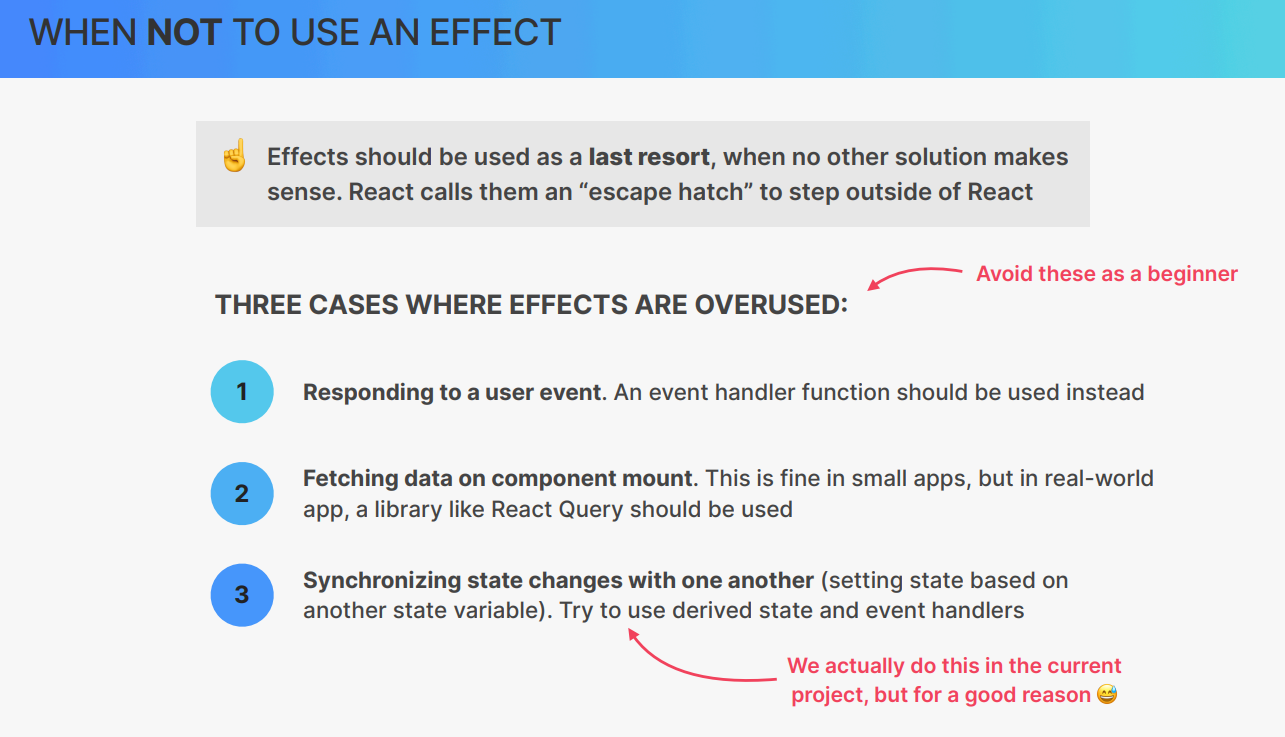 WHEN NOT TO USE AN EFFECT
☝️ Effects should be used as a last resort, when no other solution makes
sense. React calls them an “escape hatch” to step outside of React
Avoid these as a beginner
THREE CASES WHERE EFFECTS ARE OVERUSED:
1 Responding to a user event. An event handler function should be used instead
2 Fetching data on component mount. This is fine in small apps, but in real-world
app, a library like React Query should be used
3 Synchronizing state changes with one another (setting state based on
another state variable). Try to use derived state and event handlers
We actually do this in the current
project, but for a good reason 😅